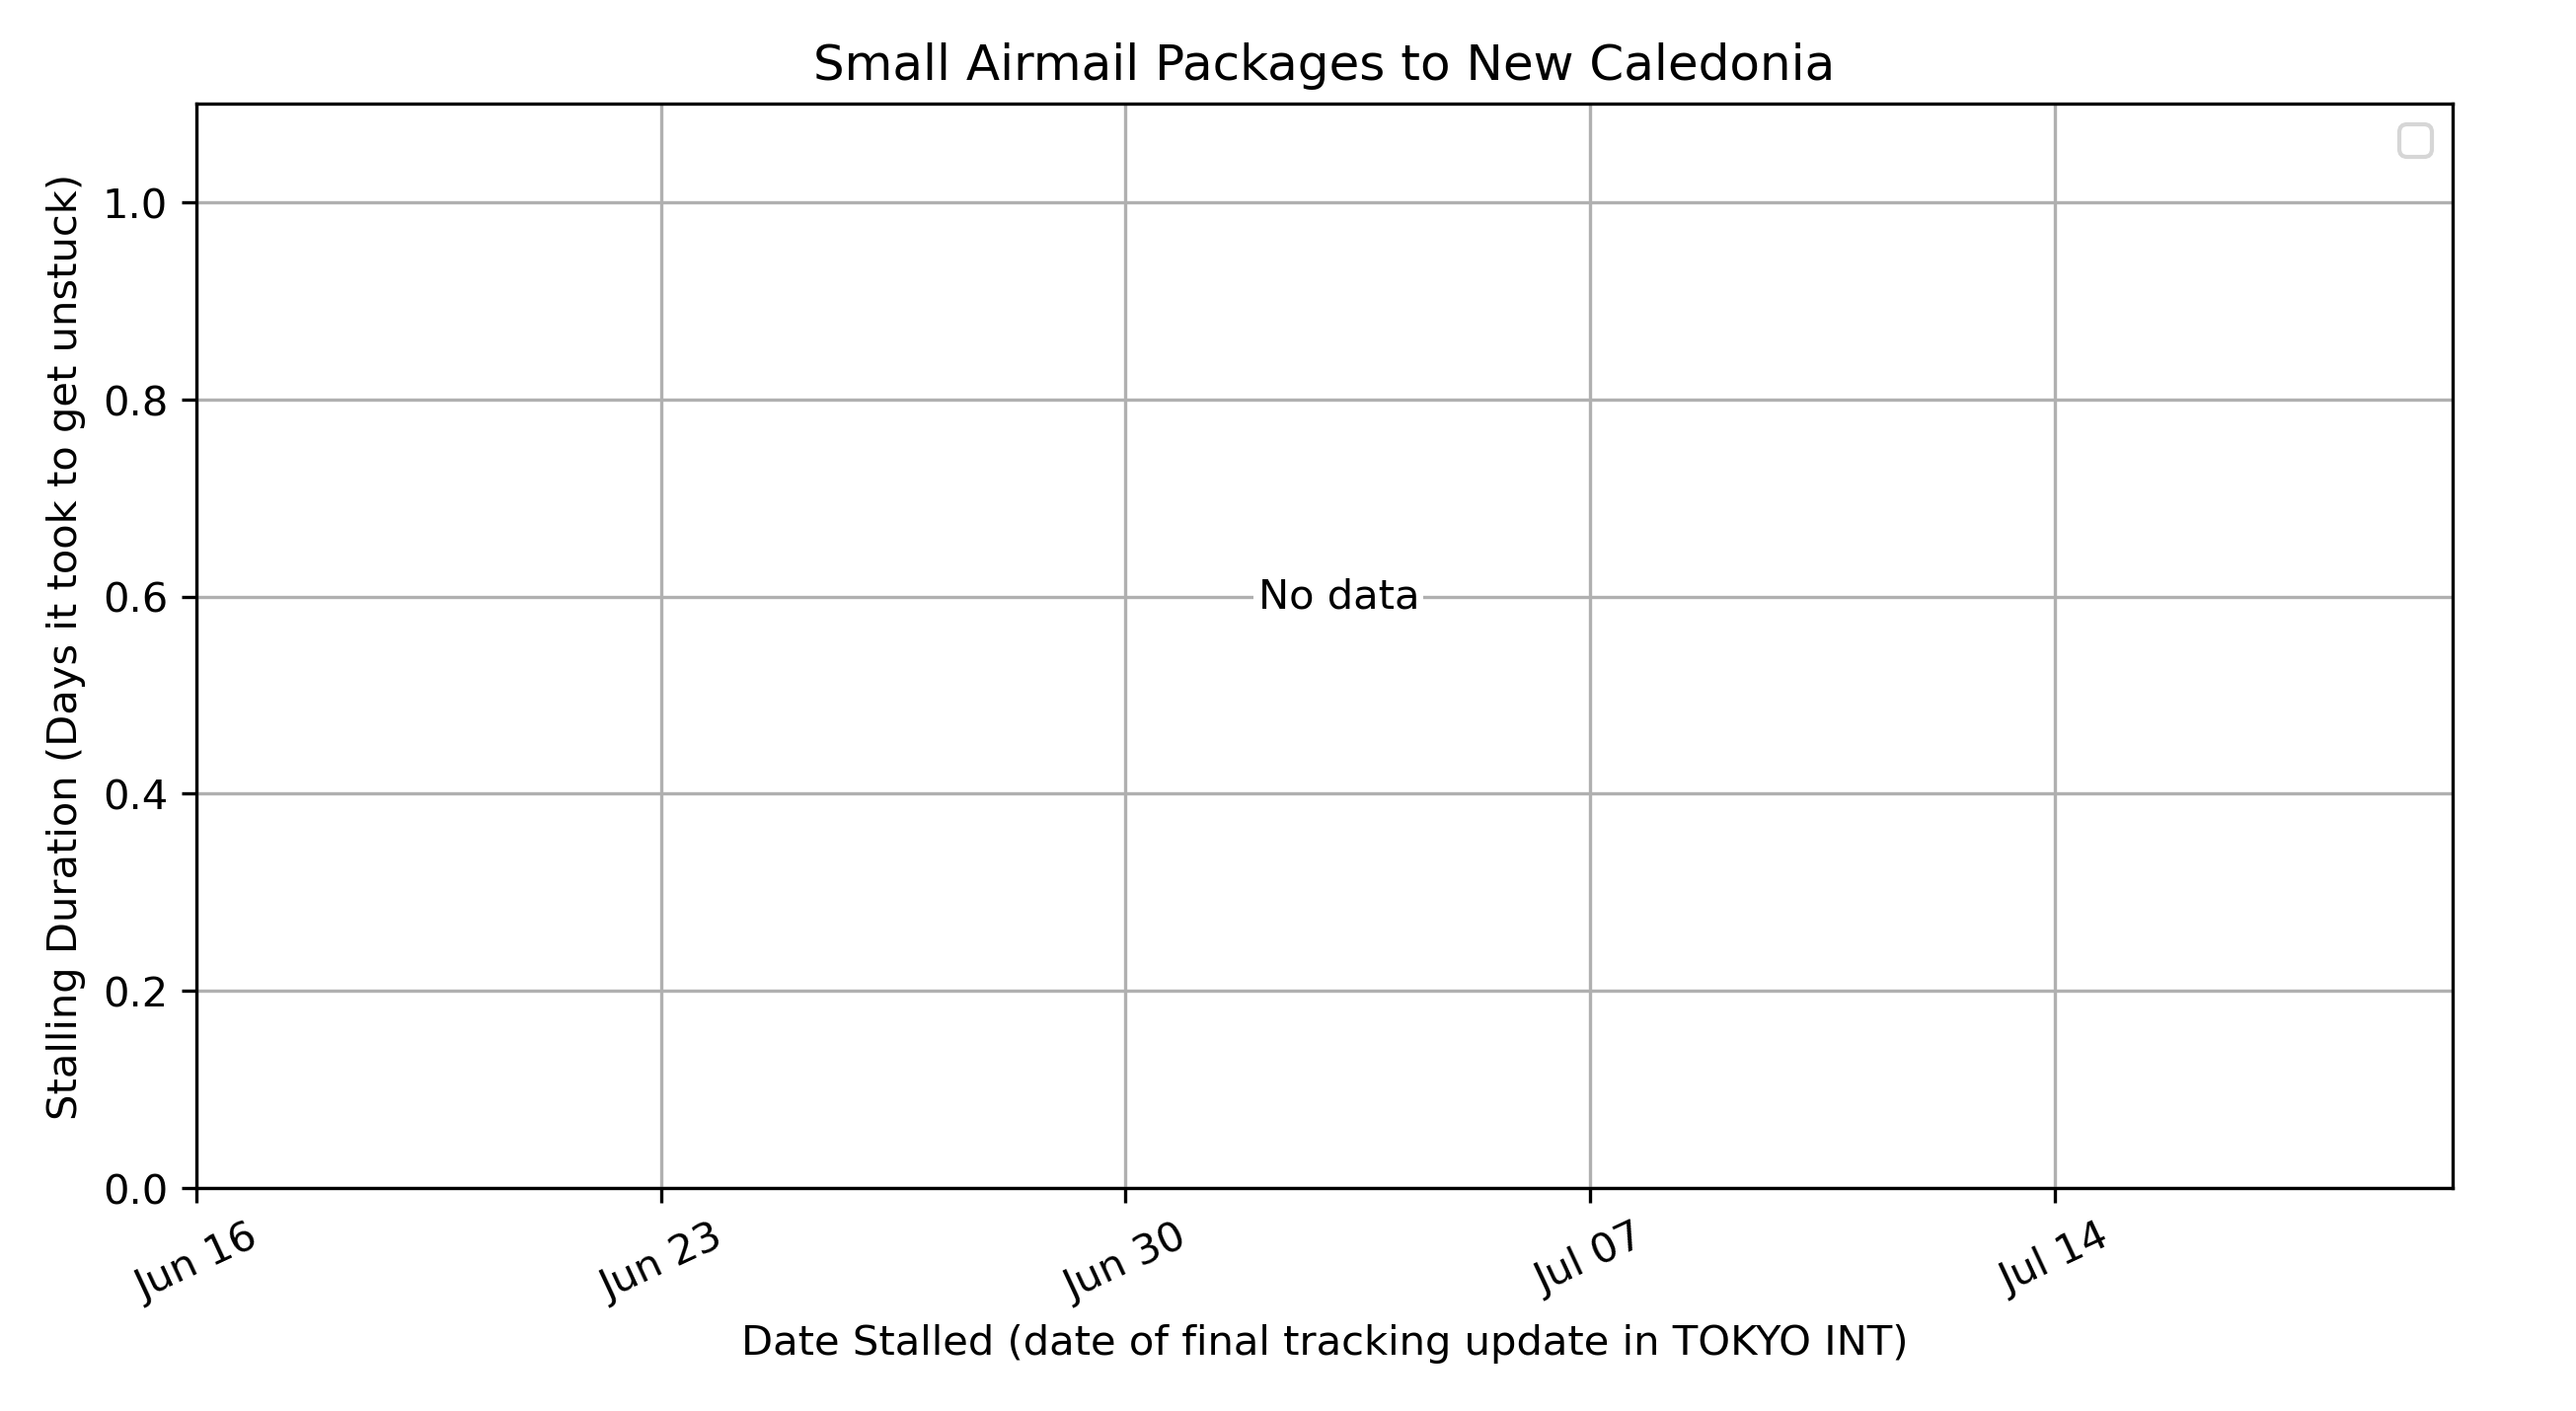 Small Airmail Packages to New Caledonia
Stalling Duration (Days it took to get unstuck)
1.0
0.8
0.6
0.4
0.2
0.0
No data
Jun 16
Jun 23
Jun 30
Jul 07
Jul 14
Date Stalled (date of final tracking update in TOKYO INT)